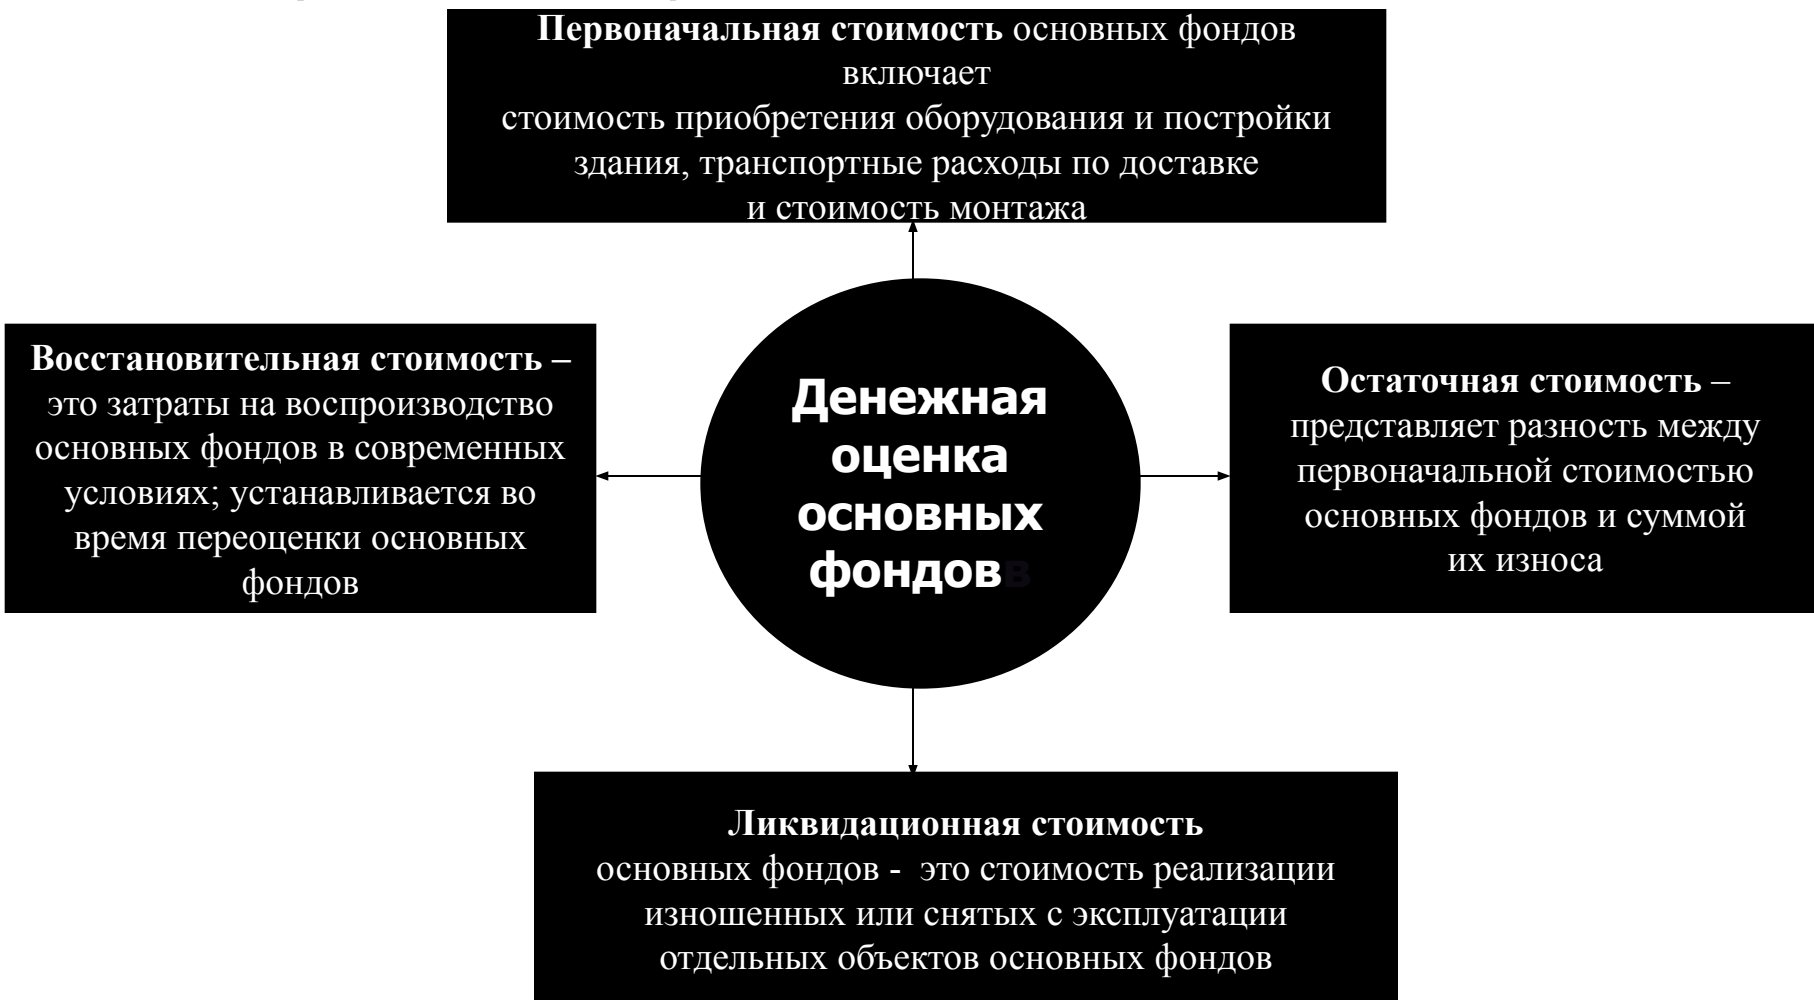 Первоначальная стоимость основных фондов
включает
стоимость приобретения оборудования и постройки
здания, транспортные расходы по доставке
и стоимость монтажа
Восстановительная стоимость –
это затраты на воспроизводство
основных фондов в современных
условиях; устанавливается во
время переоценки основных
фондов
Денежная
оценка
основных
фондовв
Остаточная стоимость –
представляет разность между
первоначальной стоимостью
основных фондов и суммой
их износа
Ликвидационная стоимость
основных фондов - это стоимость реализации
изношенных или снятых с эксплуатации
отдельных объектов основных фондов